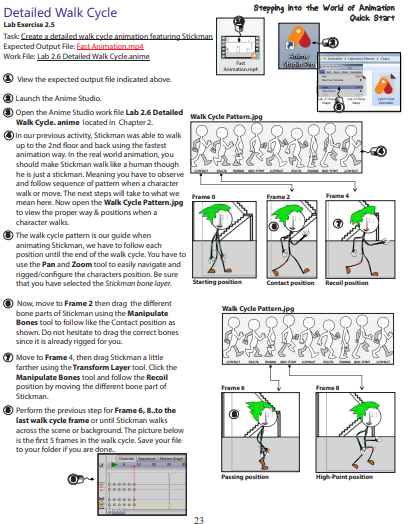 Detailed Walk Cycle
Lab Exercise 2.5
Task: Create a detailed walk cycle animation featuring Stickman
Expected Output File: Fast Animation.mp4
Work File: Lab 2.6 Detailed Walk Cycle.anime
Stepping into the World of Animation
Quick Start
Fast
Animation.mp4
Anime
Studio Pro
1 View the expected output file indicated above.
2 Launch the Anime Studio.
3 Open the Anime Studio work file Lab 2.6 Detailed
Walk Cycle. anime located in Chapter 2.
4 In our previous activity, Stickman was able to walk
up to the 2nd floor and back using the fastest
animation way. In the real world animation, you
should make Stickman walk like a human though
he is just a stickman. Meaning you have to observe
and follow sequence of pattern when a character
walk or move. The next steps will take to what we
mean here. Now open the Walk Cycle Pattern.jpg
to view the proper way & positions when a
character walks.
5 The walk cycle pattern is our guide when
animating Stickman, we have to follow each
position until the end of the walk cycle. You have to
use the Pan and Zoom tool to easily navigate and
rigged/configure the characters position. Be sure
that you have selected the Stickman bone layer.
6 Now, move to Frame 2 then drag the different
bone parts of Stickman using the Manipulate
Bones tool to follow like the Contact position as
shown. Do not hesitate to drag the correct bones
since it is already rigged for you.
7 Move to Frame 4, then drag Stickman a little
farther using the Transform Layer tool. Click the
Manipulate Bones tool and follow the Recoil
position by moving the different bone part of
Stickman.
8 Perform the previous step for Frame 6, 8..to the
last walk cycle frame or until Stickman walks
across the scene or background. The picture below
is the first 5 frames in the walk cycle. Save your file
to your folder if you are done..
Walk Cycle Pattern.jpg
4
Frame 0
Frame 2
Frame 4
6
7
Starting position
Contact position
Recoil position
Walk Cycle Pattern.jpg
Frame 6
Frame 8
8
Passing position
High-Point position
Channels Sequencer Motion Graph
23